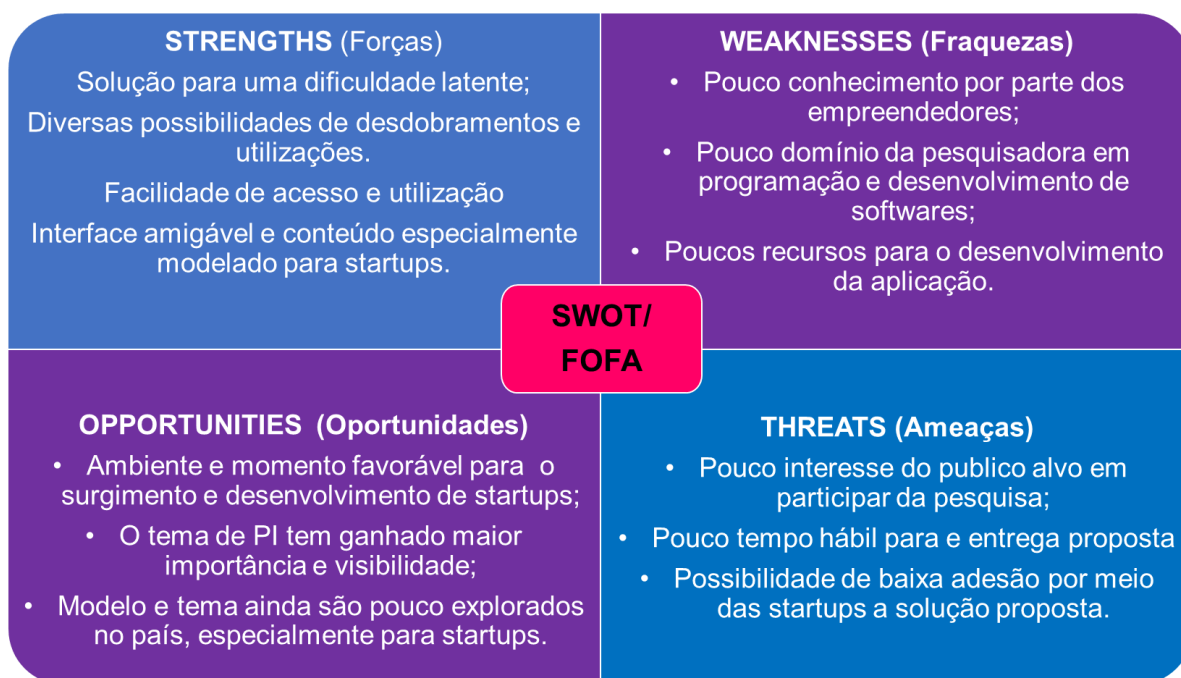 STRENGTHS (Forças)
Solução para uma dificuldade latente;
Diversas possibilidades de desdobramentos e
utilizações.
Facilidade de acesso e utilização
Interface amigável e conteúdo especialmente
modelado para startups.
WEAKNESSES (Fraquezas)
• Pouco conhecimento por parte dos
empreendedores;
• Pouco domínio da pesquisadora em
programação e desenvolvimento de
softwares;
• Poucos recursos para o desenvolvimento
da aplicação.
SWOT/
FOFA
OPPORTUNITIES (Oportunidades)
• Ambiente e momento favorável para o
surgimento e desenvolvimento de startups;
• O tema de PI tem ganhado maior
importância e visibilidade;
• Modelo e tema ainda são pouco explorados
no país, especialmente para startups.
THREATS (Ameaças)
• Pouco interesse do publico alvo em
participar da pesquisa;
• Pouco tempo hábil para e entrega proposta
• Possibilidade de baixa adesão por meio
das startups a solução proposta.